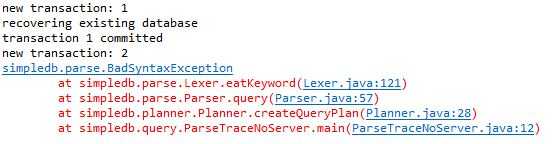 new transaction: 1
recovering existing database
transaction 1 committed
new transaction: 2
simpledb.parse.BadSyntaxException
at simpledb.parse.Lexer.eatKeyword(Lexer.java:121)
at simpledb.parse.Parser.query(Parser.java:57)
at simpledb.planner.Planner.createQueryPlan(Planner.java:28)
at simpledb.query.ParseTraceNoServer.main(ParseTraceNoServer.java:12)